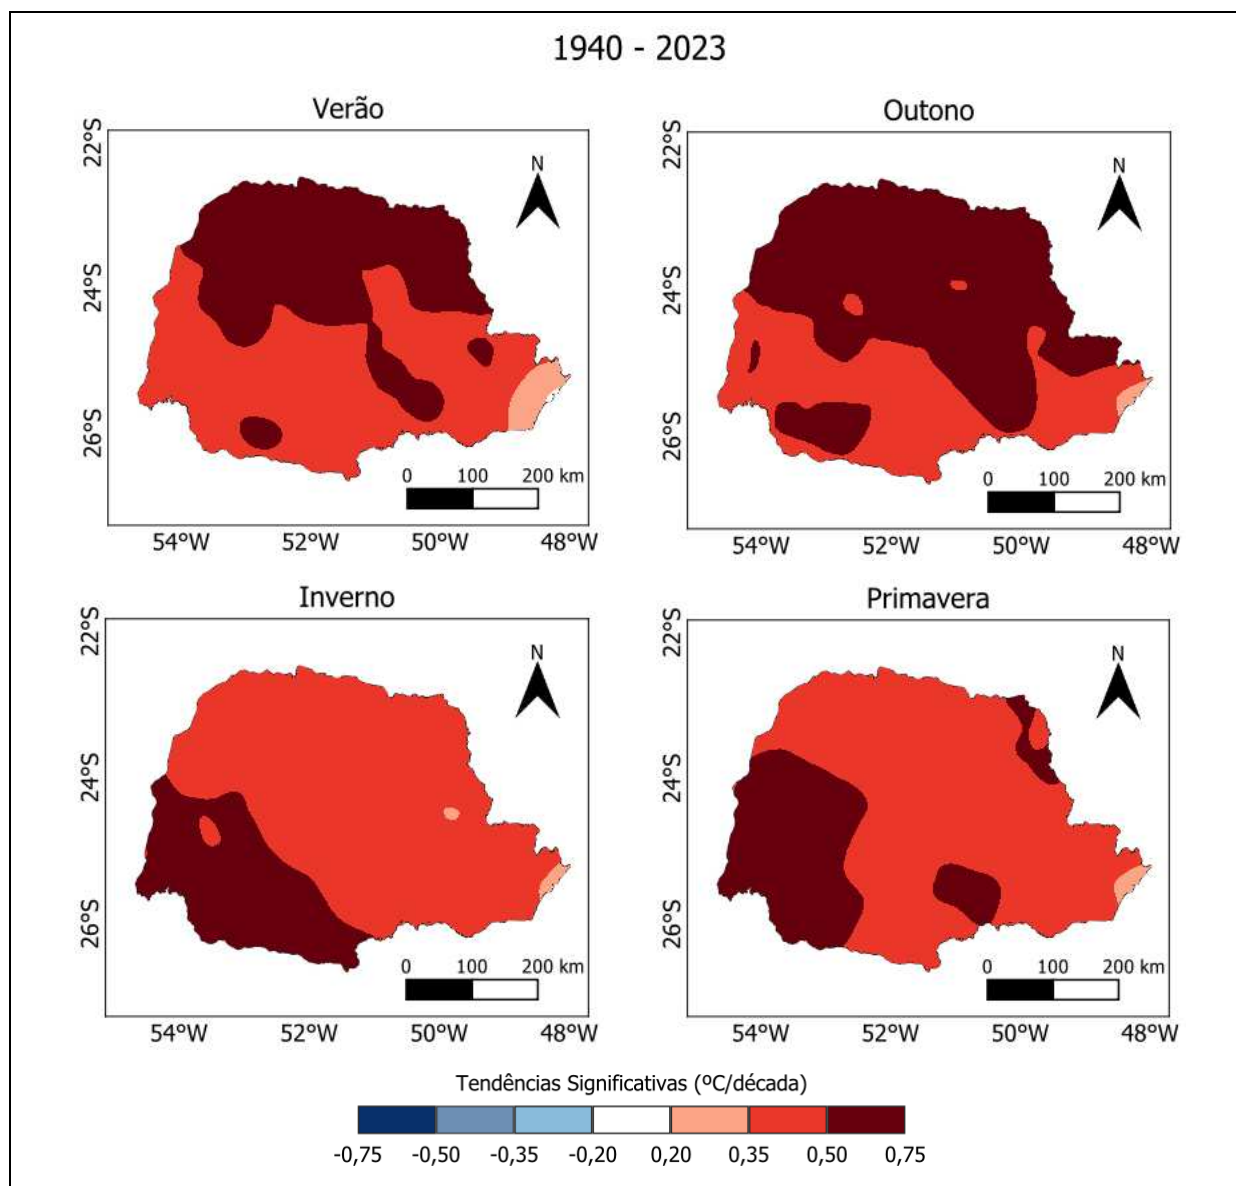 1940 - 2023
Verão
Outono
22°S
24°S
26°S
N
0 100 200 km
54°W 52°W 50°W 48°W
22°S
24°S
26°S
N
0 100 200 km
54°W 52°W 50°W 48°W
Inverno
Primavera
22°S
24°S
26°S
N
0 100 200 km
54°W 52°W 50°W 48°W
22°S
24°S
26°S
N
0 100 200 km
54°W 52°W 50°W 48°W
Tendências Significativas (ºC/década)
-0,75 -0,50 -0,35 -0,20 0,20 0,35 0,50 0,75